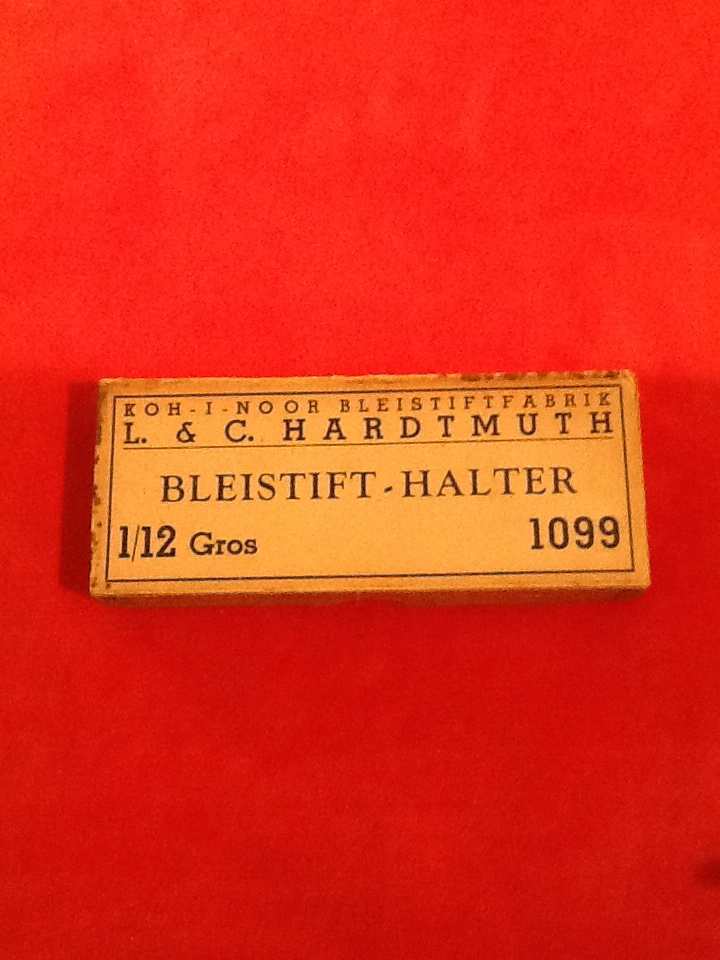 KOH-I-NOOR BLEISTIFTFABRIK
L. & C. HARDTMUTH
BLEISTIFT-HALTER
1/12 Gros 1099